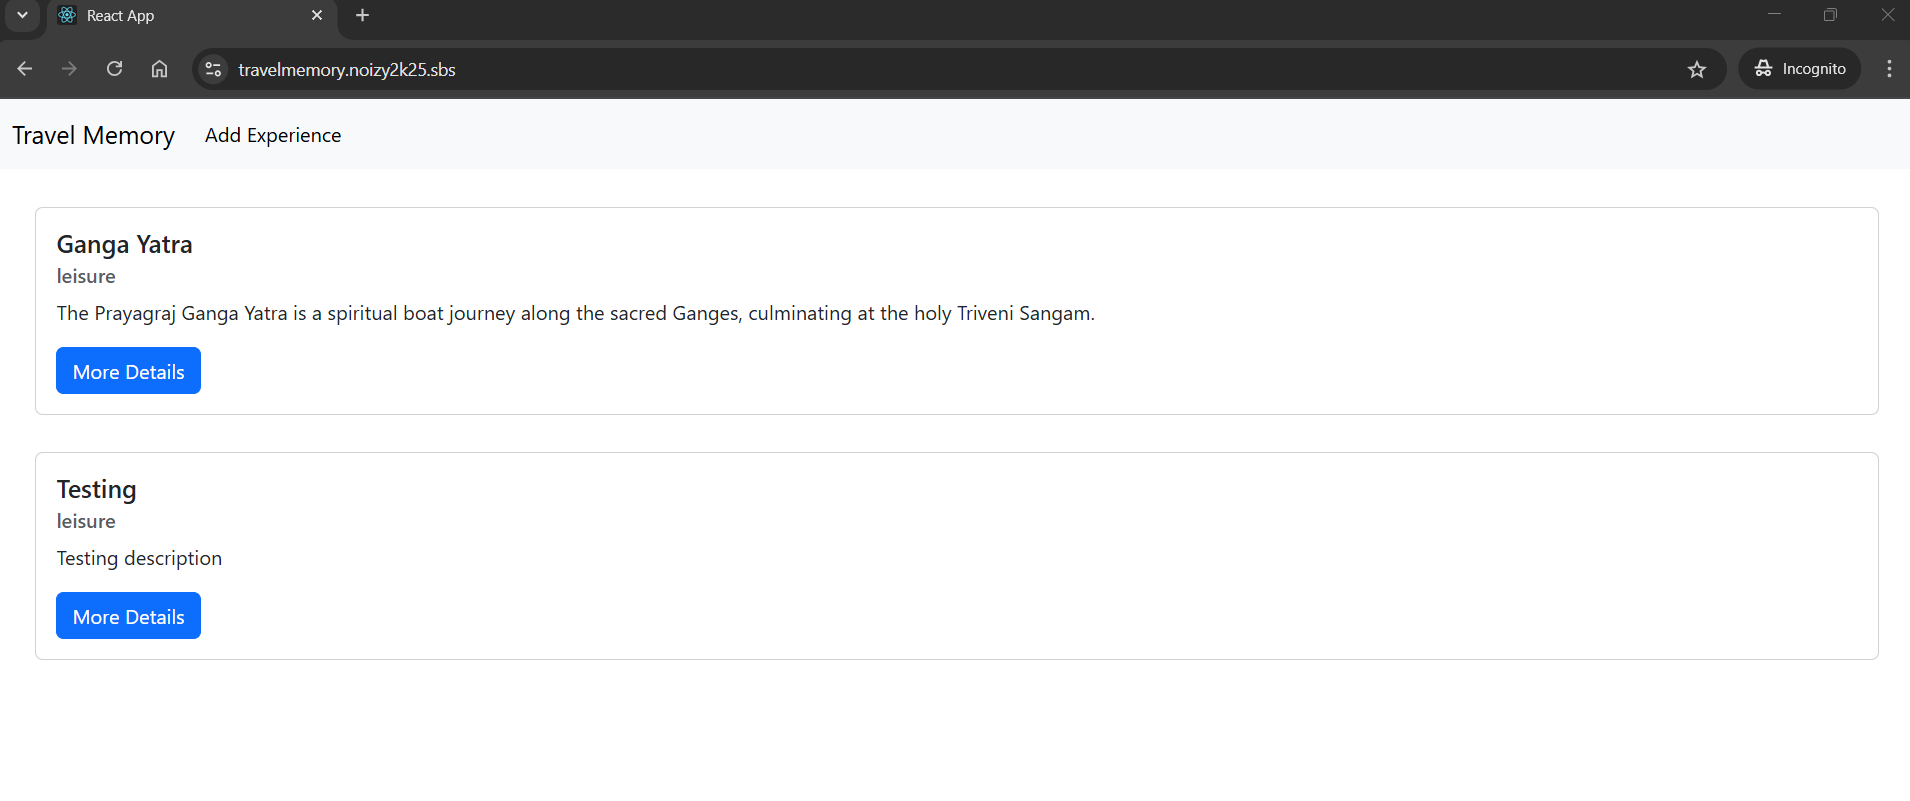 React App
travelmemory.noizy2k25.sbs
Incognito
Travel Memory
Add Experience
Ganga Yatra
leisure
The Prayagraj Ganga Yatra is a spiritual boat journey along the sacred Ganges, culminating at the holy Triveni Sangam.
More Details
Testing
leisure
Testing description
More Details